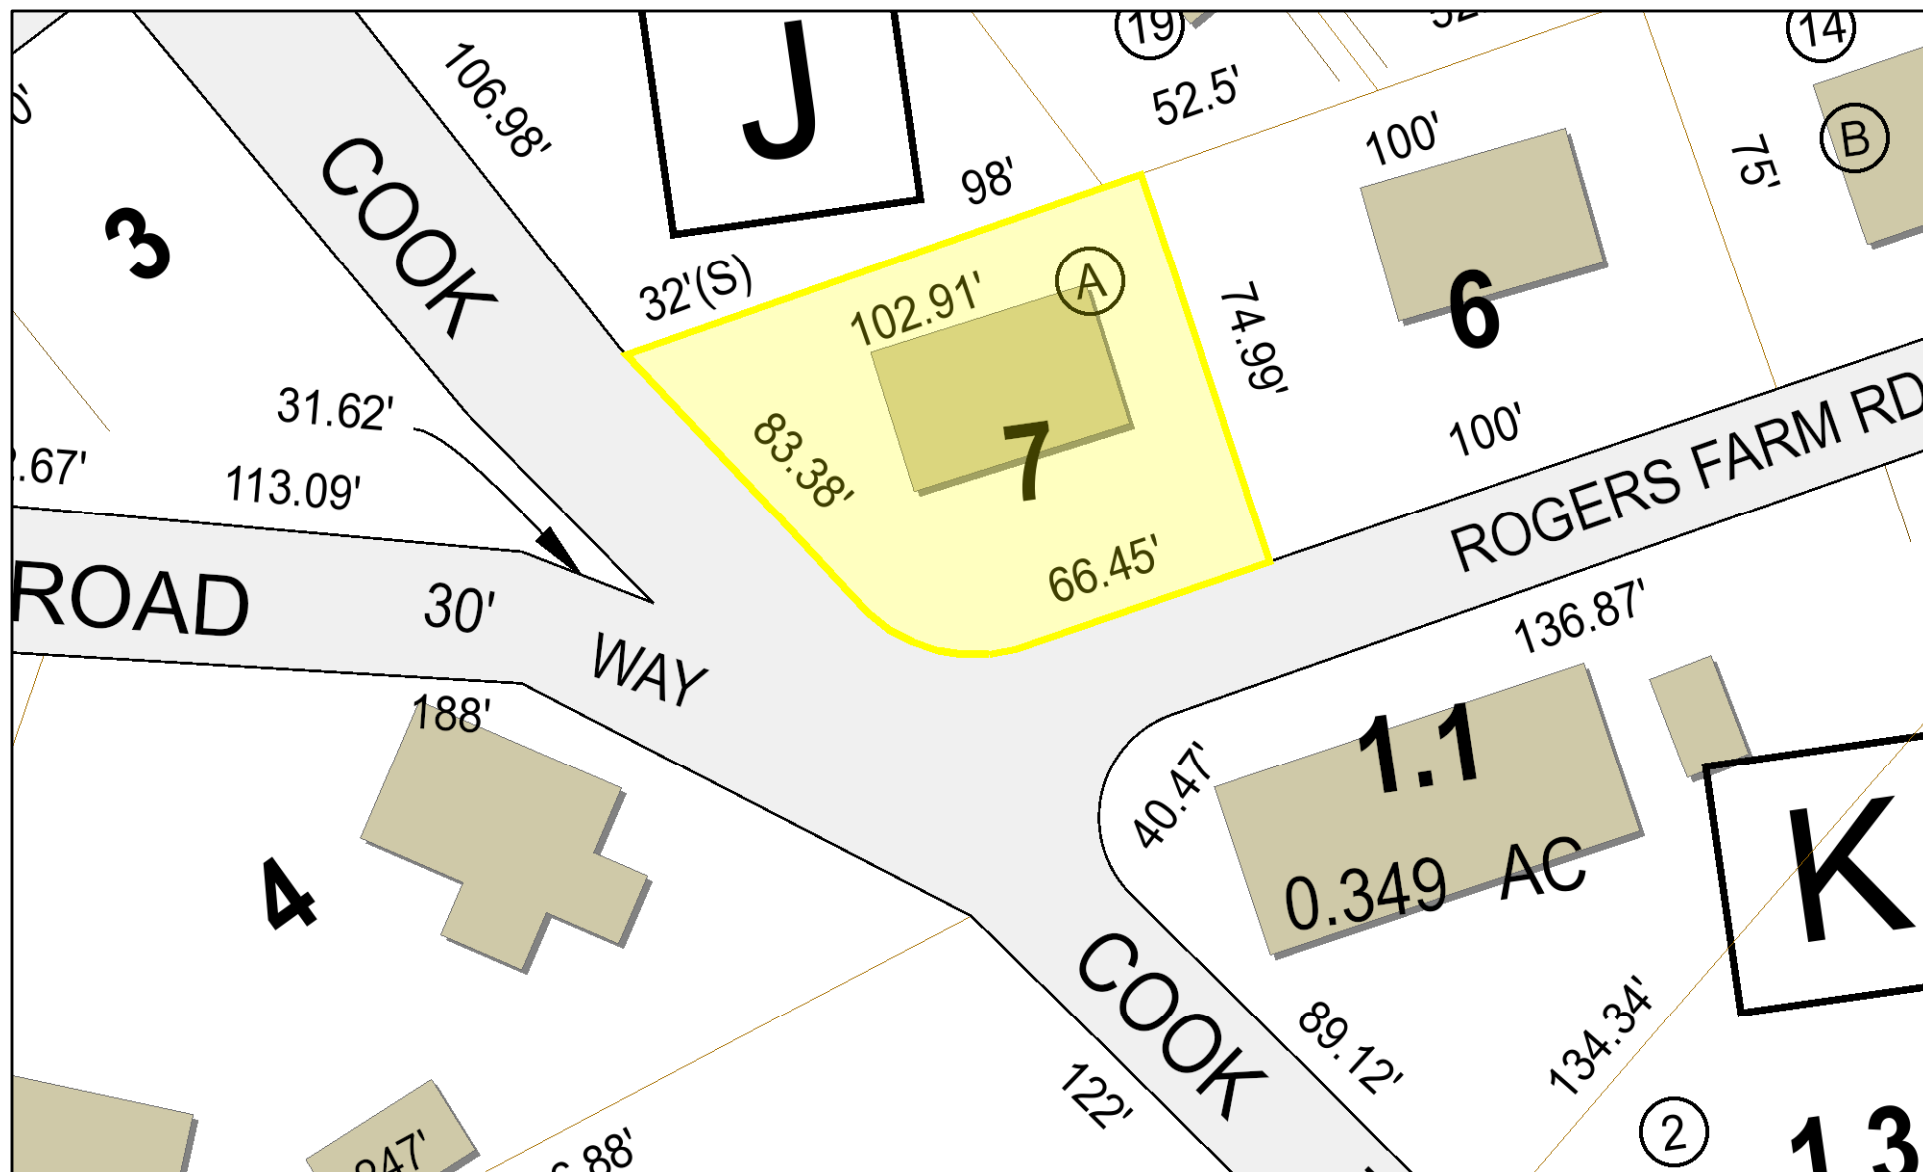 19
14
52.5'
106.98'
J
100'
75'
B
COOK
98'
3
32'(S)
102.91'
A
74.99'
6
31.62'
83.38'
7
100'
113.09'
ROGERS FARM RD
66.45'
ROAD
30'
WAY
136.87'
188'
1.1
40.47'
0.349 AC
K
4
COOK
89.12'
134.34'
122'
2